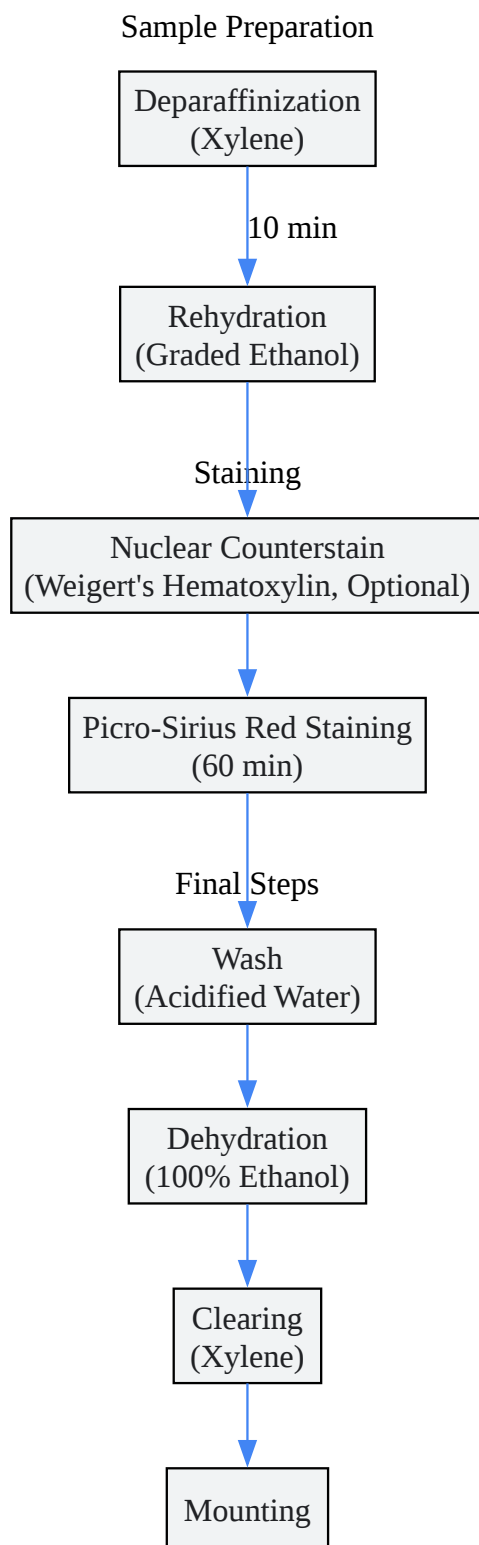 Sample Preparation
Deparaffinization
(Xylene)
10 min
Rehydration
(Graded Ethanol)
Staining
Nuclear Counterstain
(Weigert's Hematoxylin, Optional)
Picro-Sirius Red Staining
(60 min)
Final Steps
Wash
(Acidified Water)
Dehydration
(100% Ethanol)
Clearing
(Xylene)
Mounting